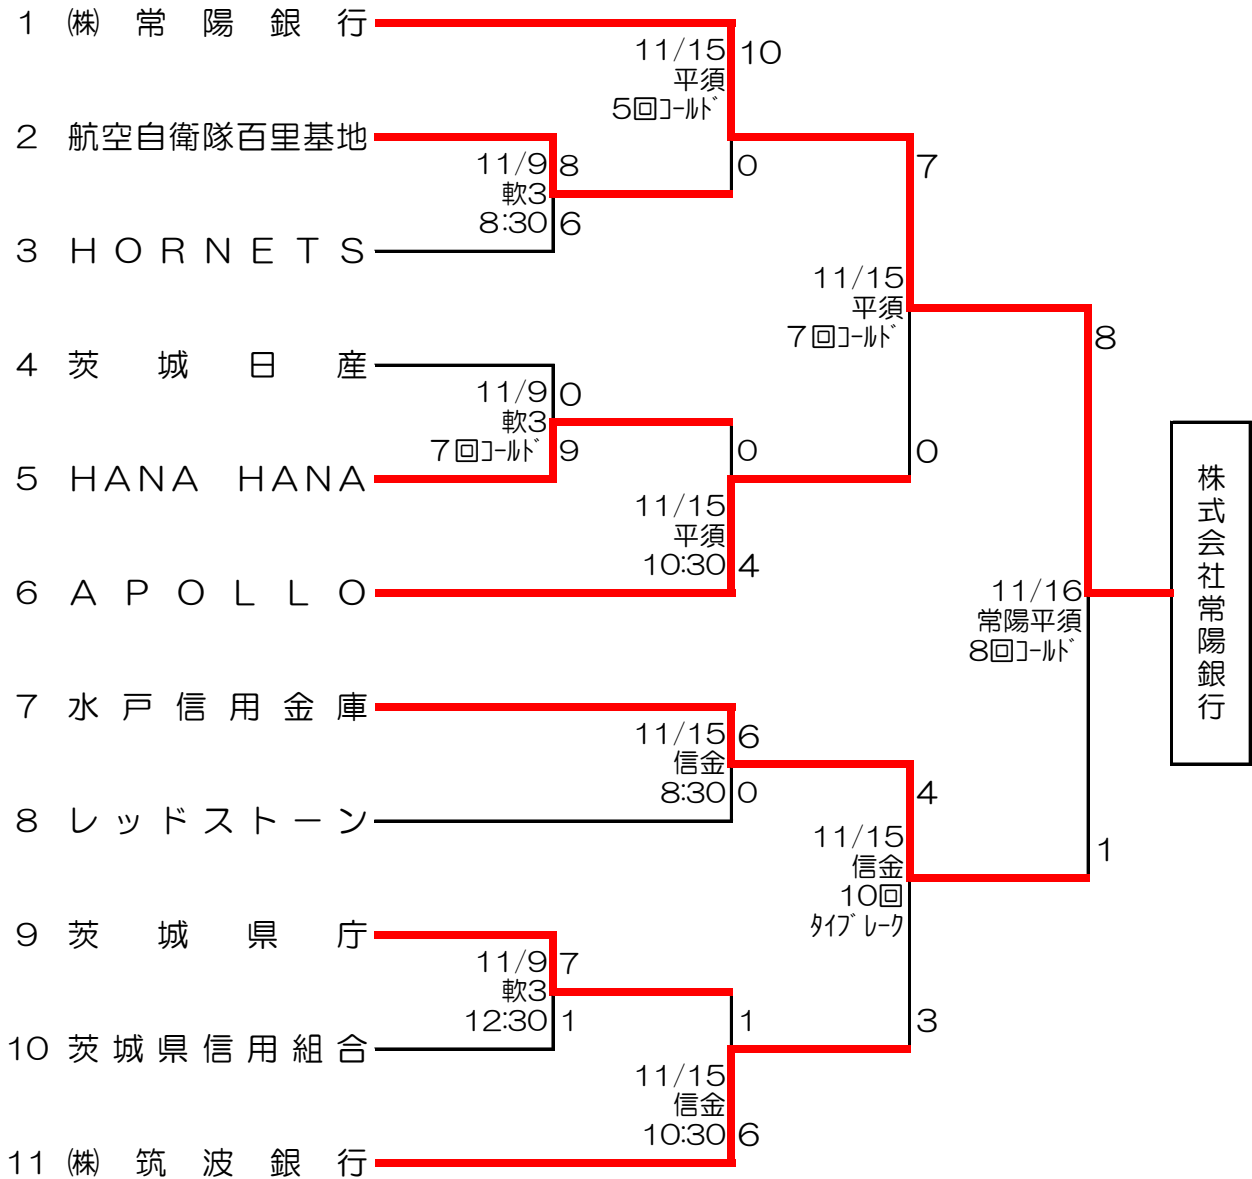 1 ㈱常陽銀行
11/15 10
平須
5回ｺｰﾙﾄﾞ
2 航空自衛隊百里基地
11/9 8
軟3
8:30 6
0
7
3 HORNETS
11/15
平須
7回ｺｰﾙﾄﾞ
8
4 茨城日産
11/9 0
軟3
7回ｺｰﾙﾄﾞ 9
0
0
5 HANA HANA
11/15
平須
10:30 4
6 APOLLO
11/16
常陽平須
8回ｺｰﾙﾄﾞ
株式会社常陽銀行
7 水戸信用金庫
11/15 6
信金
8:30 0
4
8 レッドストーン
11/15
信金
10回
ﾀｲﾌﾞﾚｰｸ
1
9 茨城県庁
11/9 7
軟3
12:30 1
1
3
10 茨城県信用組合
11/15
信金
10:30 6
11 ㈱筑波銀行